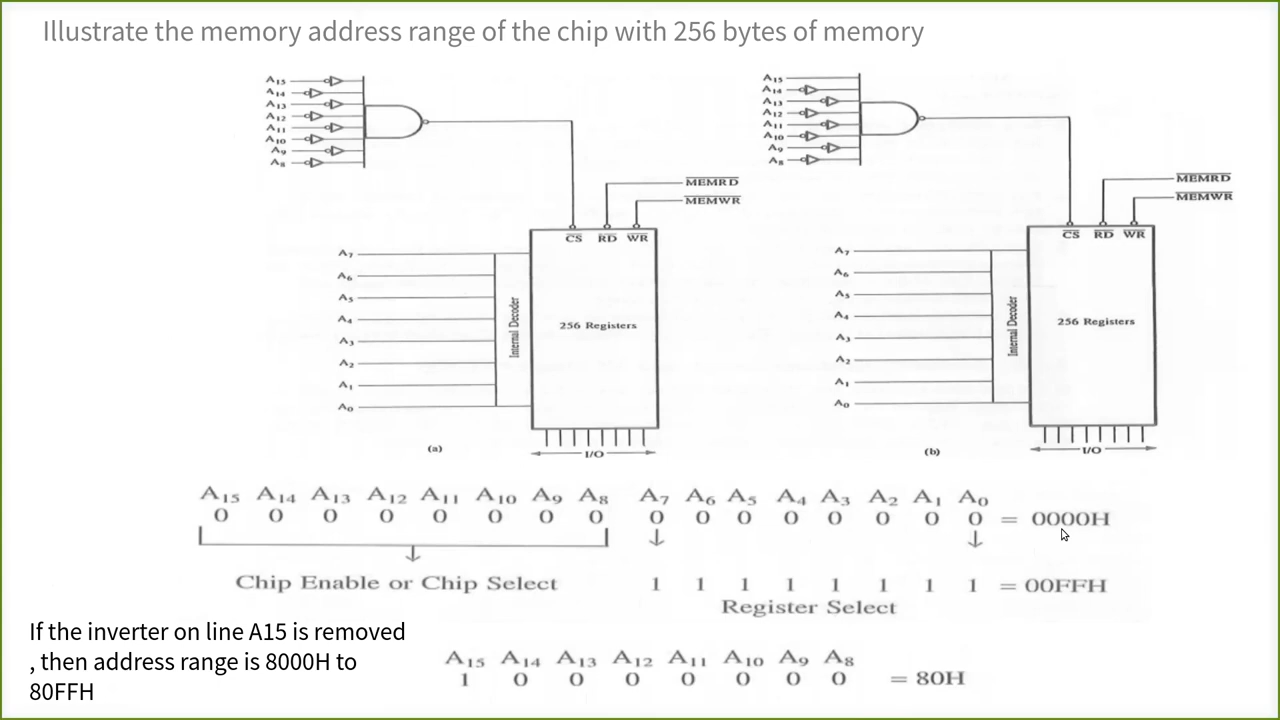 Illustrate the memory address range of the chip with 256 bytes of memory
A15
A14
A13
A12
A11
A10
A9
A8
MEMRD
MEMWR
CS RD WR
A7
A6
A5
A4
A3
A2
A1
A0
Internal Decoder
256 Registers
(a)
I/O
A15
A14
A13
A12
A11
A10
A9
A8
MEMRD
MEMWR
CS RD WR
A7
A6
A5
A4
A3
A2
A1
A0
Internal Decoder
256 Registers
(b)
I/O
A15 A14 A13 A12 A11 A10 A9 A8 A7 A6 A5 A4 A3 A2 A1 A0
0 0 0 0 0 0 0 0 0 0 0 0 0 0 0 0 = 0000H
Chip Enable or Chip Select 1 1 1 1 1 1 1 1 = 00FFH
Register Select
If the inverter on line A15 is removed
, then address range is 8000H to
80FFH
A15 A14 A13 A12 A11 A10 A9 A8
1 0 0 0 0 0 0 0 = 80H